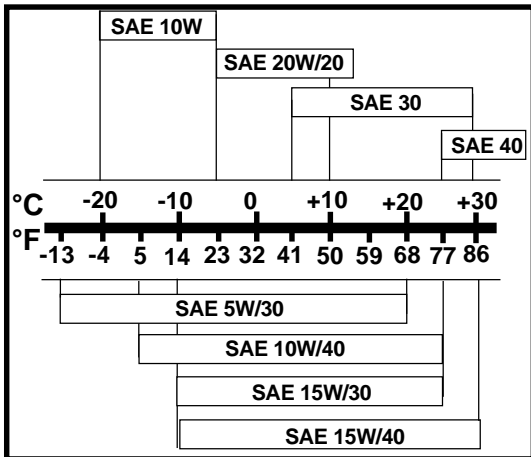 SAE 10W
SAE 20W/20
SAE 30
SAE 40
°C -20 -10 0 +10 +20 +30
°F
-13 -4 5 14 23 32 41 50 59 68 77 86
SAE 5W/30
SAE 10W/40
SAE 15W/30
SAE 15W/40